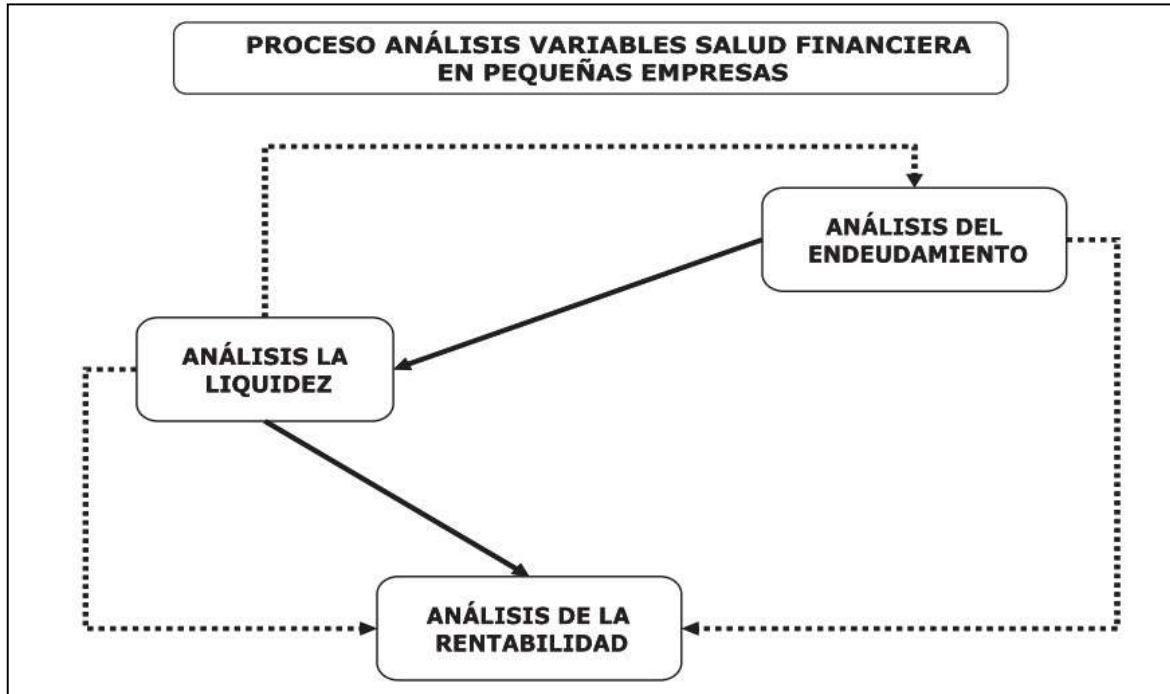 PROCESO ANÁLISIS VARIABLES SALUD FINANCIERA
EN PEQUEÑAS EMPRESAS
ANÁLISIS DEL
ENDEUDAMIENTO
ANÁLISIS LA
LIQUIDEZ
ANÁLISIS DE LA
RENTABILIDAD